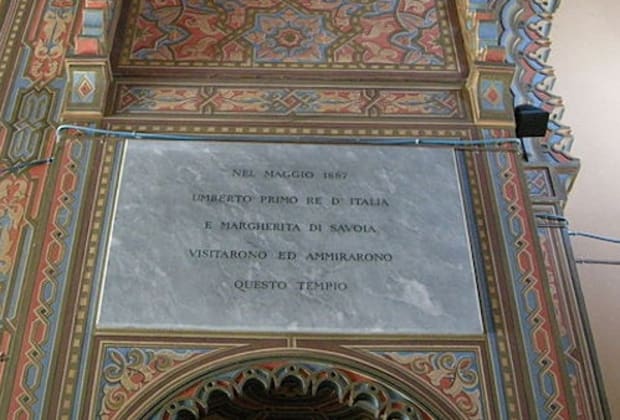 NEL MAGGIO 1887
UMBERTO PRIMO RE D' ITALIA
E MARGHERITA DI SAVOIA
VISITARONO ED AMMIRARONO
QUESTO TEMPIO